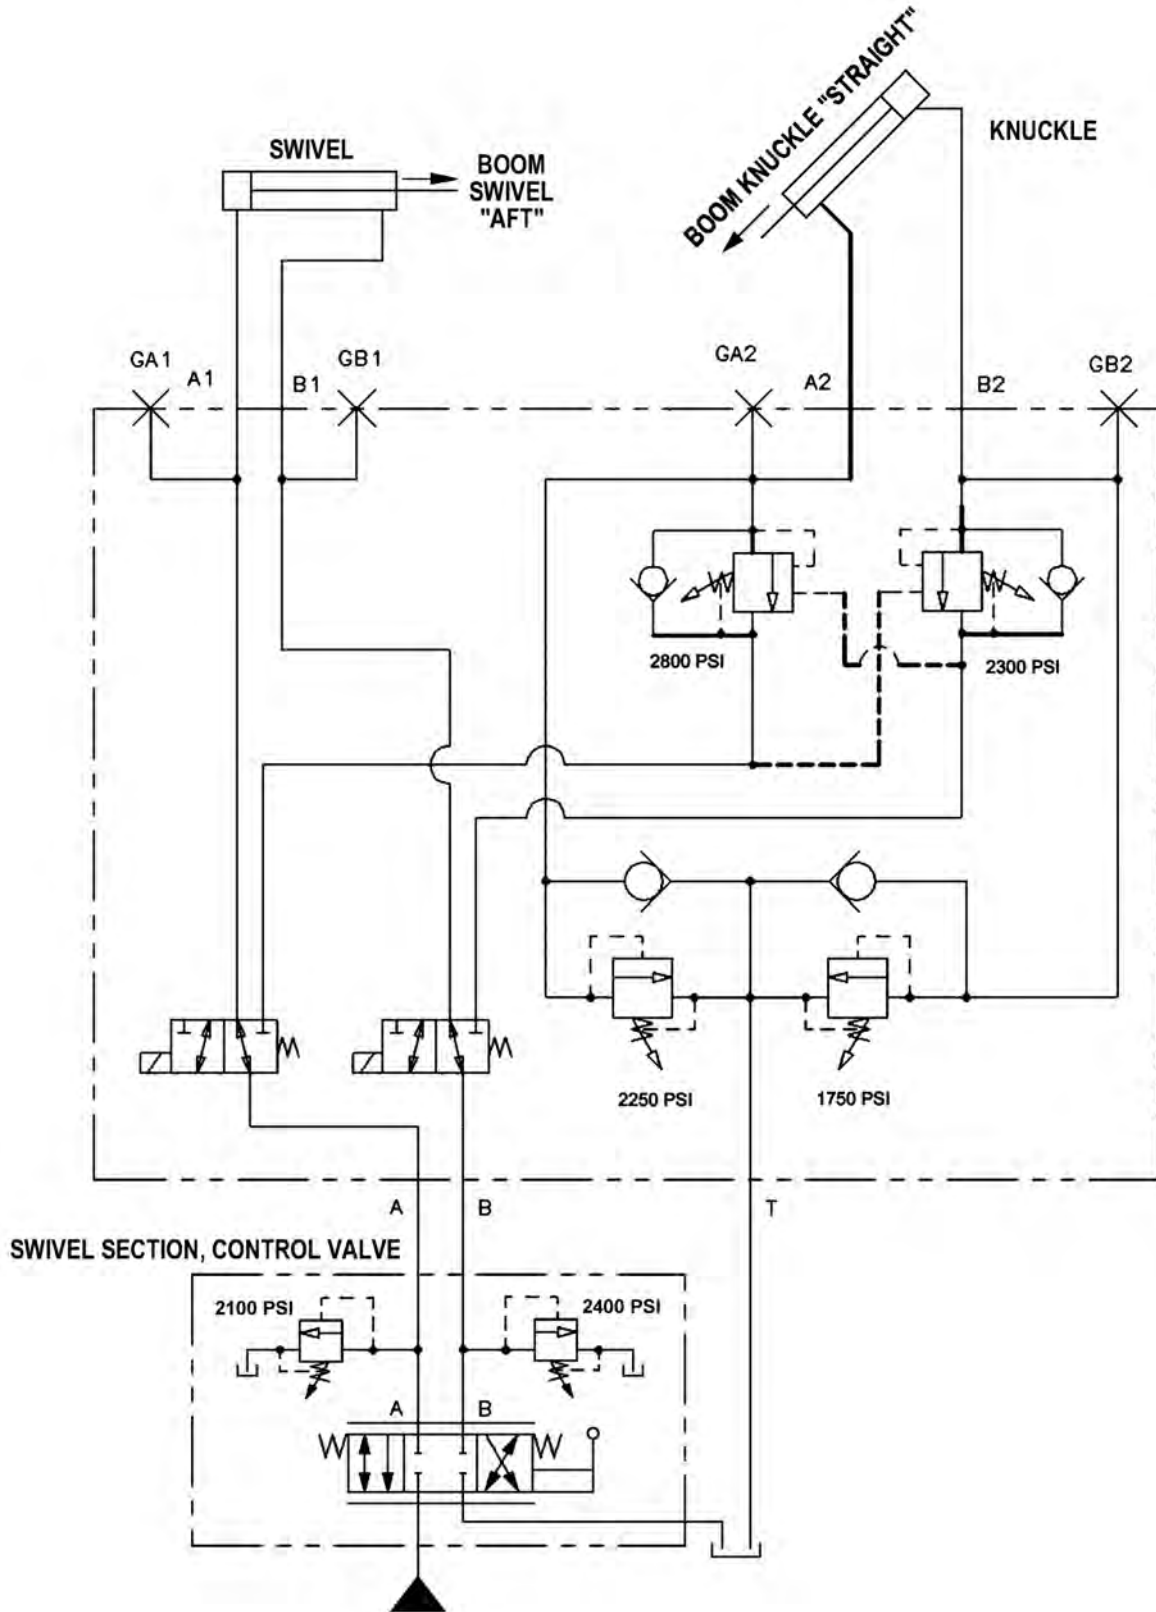 BOOM KNUCKLE "STRAIGHT"
KNUCKLE
SWIVEL
BOOM
SWIVEL
"AFT"
GA1
A1
B1
GB1
GA2
A2
B2
GB2
2800 PSI
2300 PSI
2250 PSI
1750 PSI
A
B
T
SWIVEL SECTION, CONTROL VALVE
2100 PSI
2400 PSI
A
B